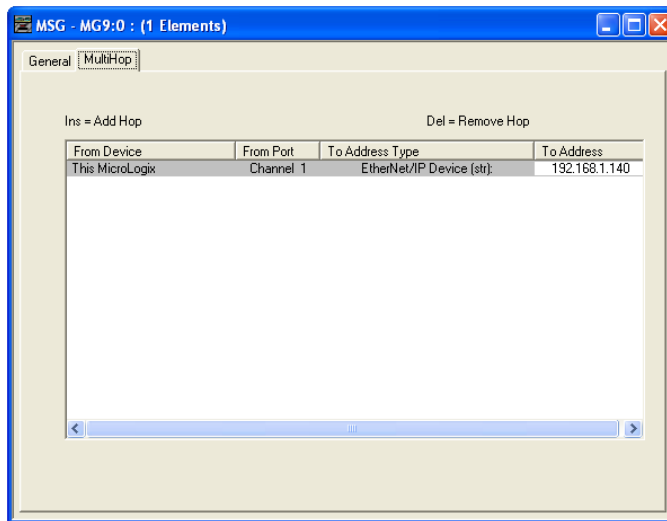 MSG - MG9:0 : (1 Elements)
General MultiHop
Ins = Add Hop Del = Remove Hop
From Device From Port To Address Type To Address
This MicroLogix Channel 1 EtherNet/IP Device (str): 192.168.1.140